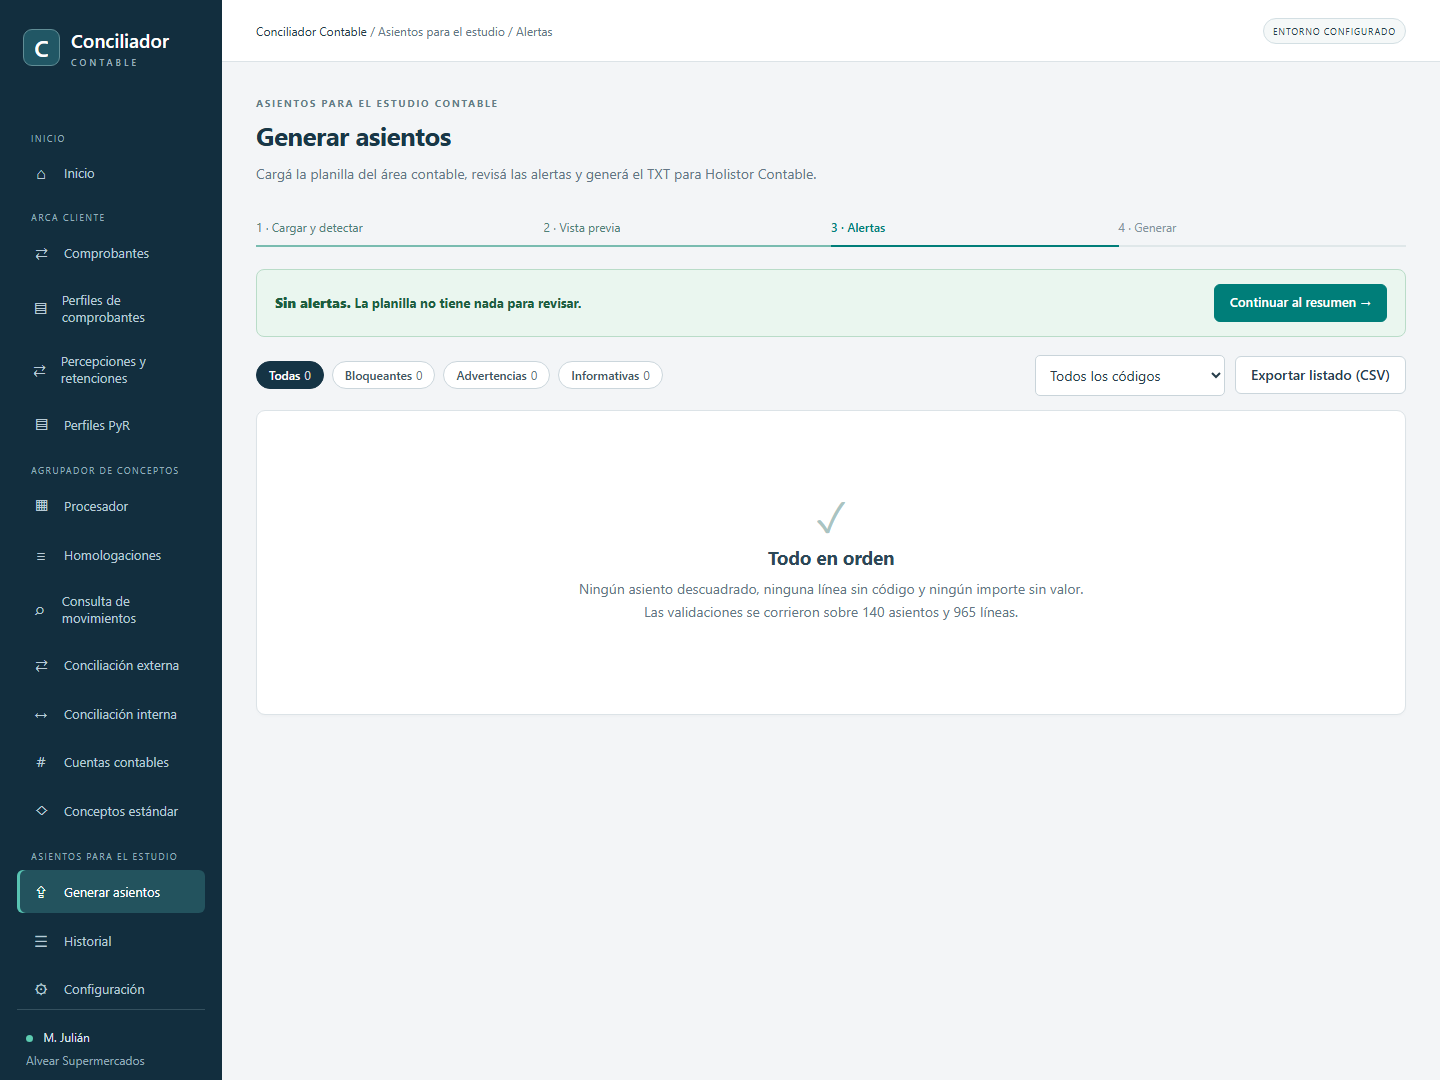 C
Conciliador
CONTABLE
INICIO
Inicio
ARCA CLIENTE
Comprobantes
Perfiles de
comprobantes
Percepciones y
retenciones
Perfiles PyR
AGRUPADOR DE CONCEPTOS
Procesador
Homologaciones
Consulta de
movimientos
Conciliación externa
Conciliación interna
# Cuentas contables
Conceptos estándar
ASIENTOS PARA EL ESTUDIO
Generar asientos
Historial
Configuración
M. Julián
Alvear Supermercados
Conciliador Contable / Asientos para el estudio / Alertas
ENTORNO CONFIGURADO
ASIENTOS PARA EL ESTUDIO CONTABLE
Generar asientos
Cargá la planilla del área contable, revisá las alertas y generá el TXT para Holistor Contable.
1 · Cargar y detectar
2 · Vista previa
3 · Alertas
4 · Generar
Sin alertas. La planilla no tiene nada para revisar.
Continuar al resumen →
Todas 0
Bloqueantes 0
Advertencias 0
Informativas 0
Todos los códigos
Exportar listado (CSV)
Todo en orden
Ningún asiento descuadrado, ninguna línea sin código y ningún importe sin valor.
Las validaciones se corrieron sobre 140 asientos y 965 líneas.